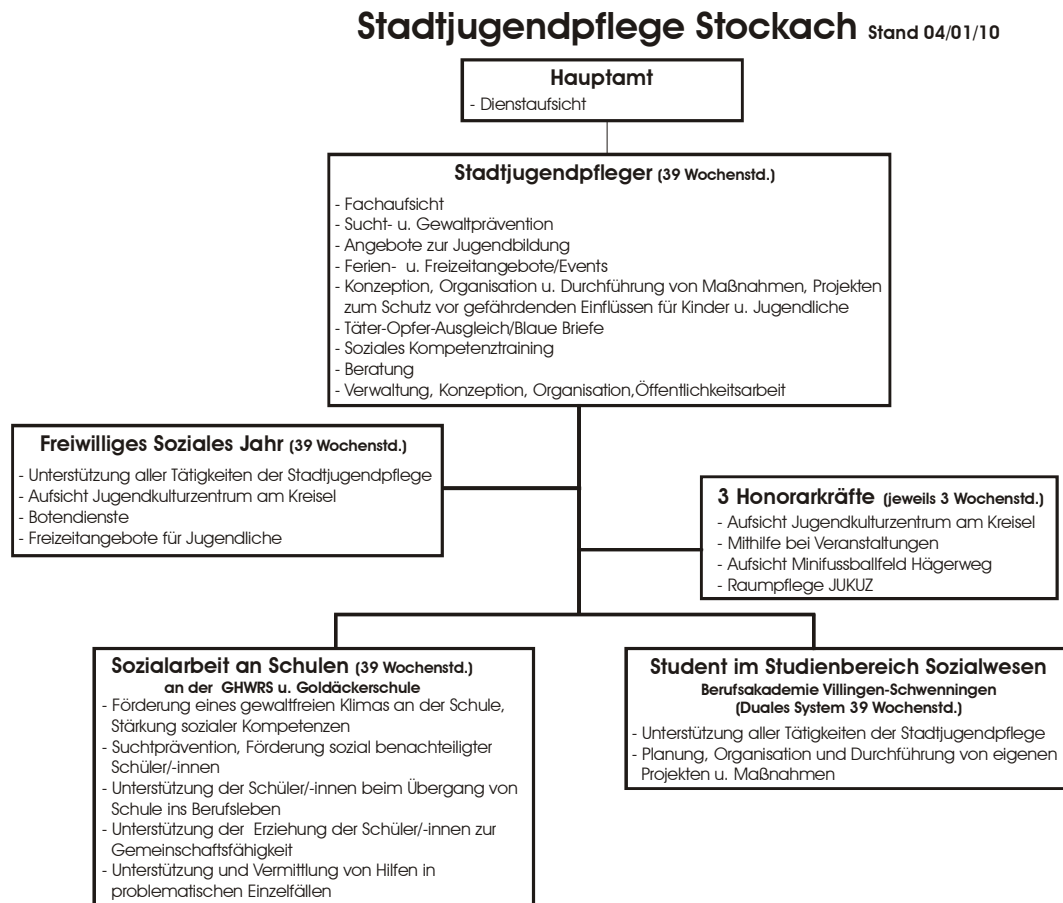 Stadtjugendpflege Stockach Stand 04/01/10
Hauptamt
- Dienstaufsicht
Stadtjugendpfleger (39 Wochenstd.)
- Fachaufsicht
- Sucht- u. Gewaltprävention
- Angebote zur Jugendbildung
- Ferien- u. Freizeitangebote/Events
- Konzeption, Organisation u. Durchführung von Maßnahmen, Projekten
zum Schutz vor gefährdenden Einflüssen für Kinder u. Jugendliche
- Täter-Opfer-Ausgleich/Blaue Briefe
- Soziales Kompetenztraining
- Beratung
- Verwaltung, Konzeption, Organisation,Öffentlichkeitsarbeit
Freiwilliges Soziales Jahr (39 Wochenstd.)
- Unterstützung aller Tätigkeiten der Stadtjugendpflege
- Aufsicht Jugendkulturzentrum am Kreisel
- Botendienste
- Freizeitangebote für Jugendliche
3 Honorarkräfte (jeweils 3 Wochenstd.)
- Aufsicht Jugendkulturzentrum am Kreisel
- Mithilfe bei Veranstaltungen
- Aufsicht Minifussballfeld Hägerweg
- Raumpflege JUKUZ
Sozialarbeit an Schulen (39 Wochenstd.)
an der GHWRS u. Goldäckerschule
- Förderung eines gewaltfreien Klimas an der Schule,
Stärkung sozialer Kompetenzen
- Suchtprävention, Förderung sozial benachteiligter
Schüler/-innen
- Unterstützung der Schüler/-innen beim Übergang von
Schule ins Berufsleben
- Unterstützung der Erziehung der Schüler/-innen zur
Gemeinschaftsfähigkeit
- Unterstützung und Vermittlung von Hilfen in
problematischen Einzelfällen
Student im Studienbereich Sozialwesen
Berufsakademie Villingen-Schwenningen
(Duales System 39 Wochenstd.)
- Unterstützung aller Tätigkeiten der Stadtjugendpflege
- Planung, Organisation und Durchführung von eigenen
Projekten u. Maßnahmen